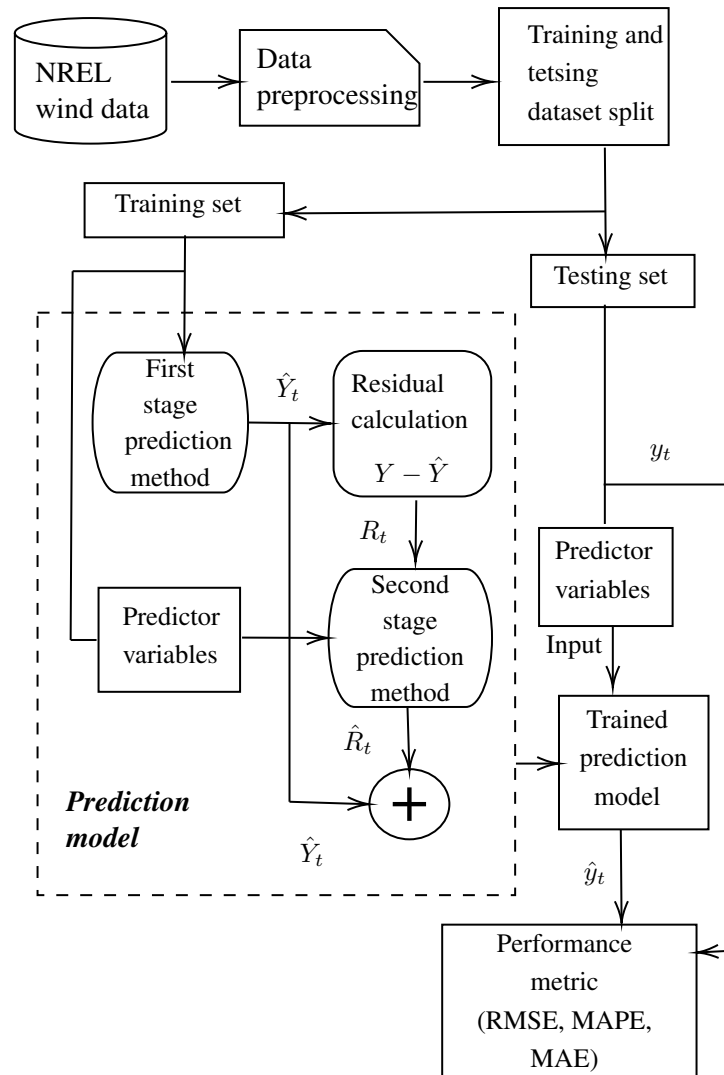 NREL
wind data
Data
preprocessing
Training and
tetsing
dataset split
Training set
Testing set
First
stage
prediction
method
Ŷ_t
Residual
calculation
Y − Ŷ
y_t
R_t
Predictor
variables
Predictor
variables
Second
stage
prediction
method
Input
R̂_t
Trained
prediction
model
Prediction
model
+
Ŷ_t
ŷ_t
Performance
metric
(RMSE, MAPE,
MAE)